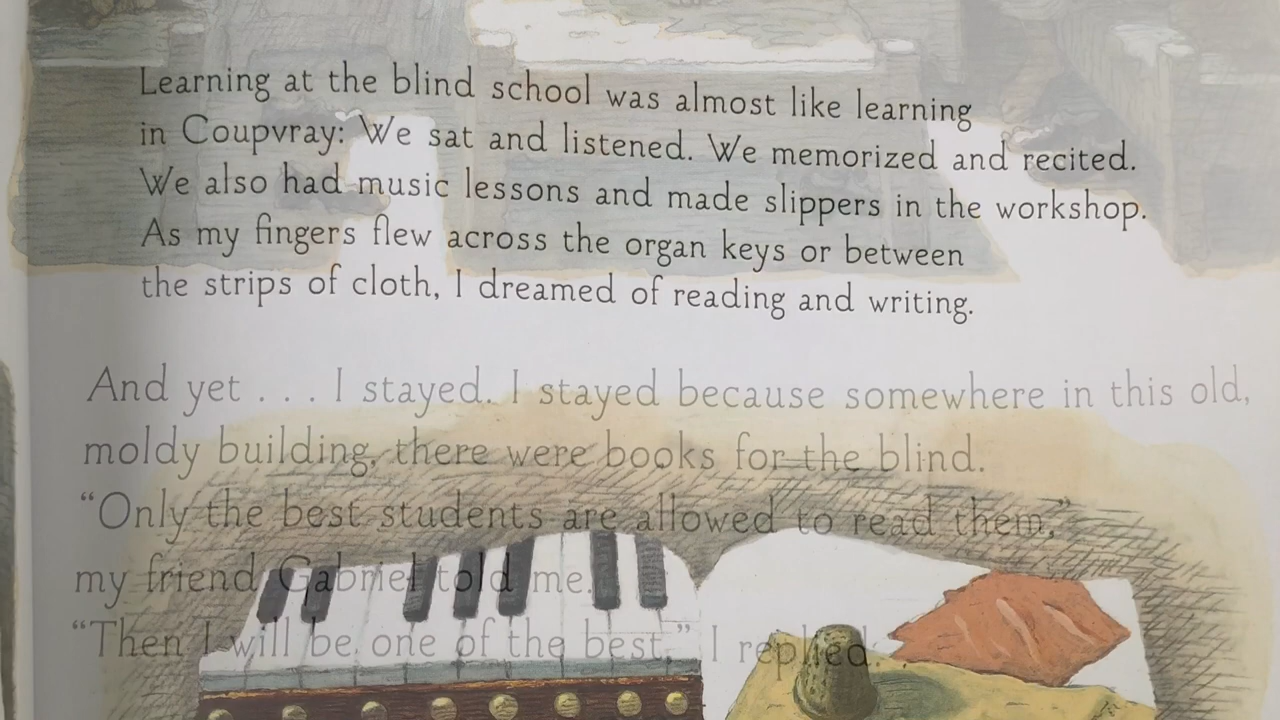 Learning at the blind school was almost like learning
in Coupvray: We sat and listened. We memorized and recited.
We also had music lessons and made slippers in the workshop.
As my fingers flew across the organ keys or between
the strips of cloth, I dreamed of reading and writing.
And yet . . . I stayed. I stayed because somewhere in this old,
moldy building, there were books for the blind.
“Only the best students are allowed to read them,”
my friend Gabriel told me.
“Then I will be one of the best,” I replied.